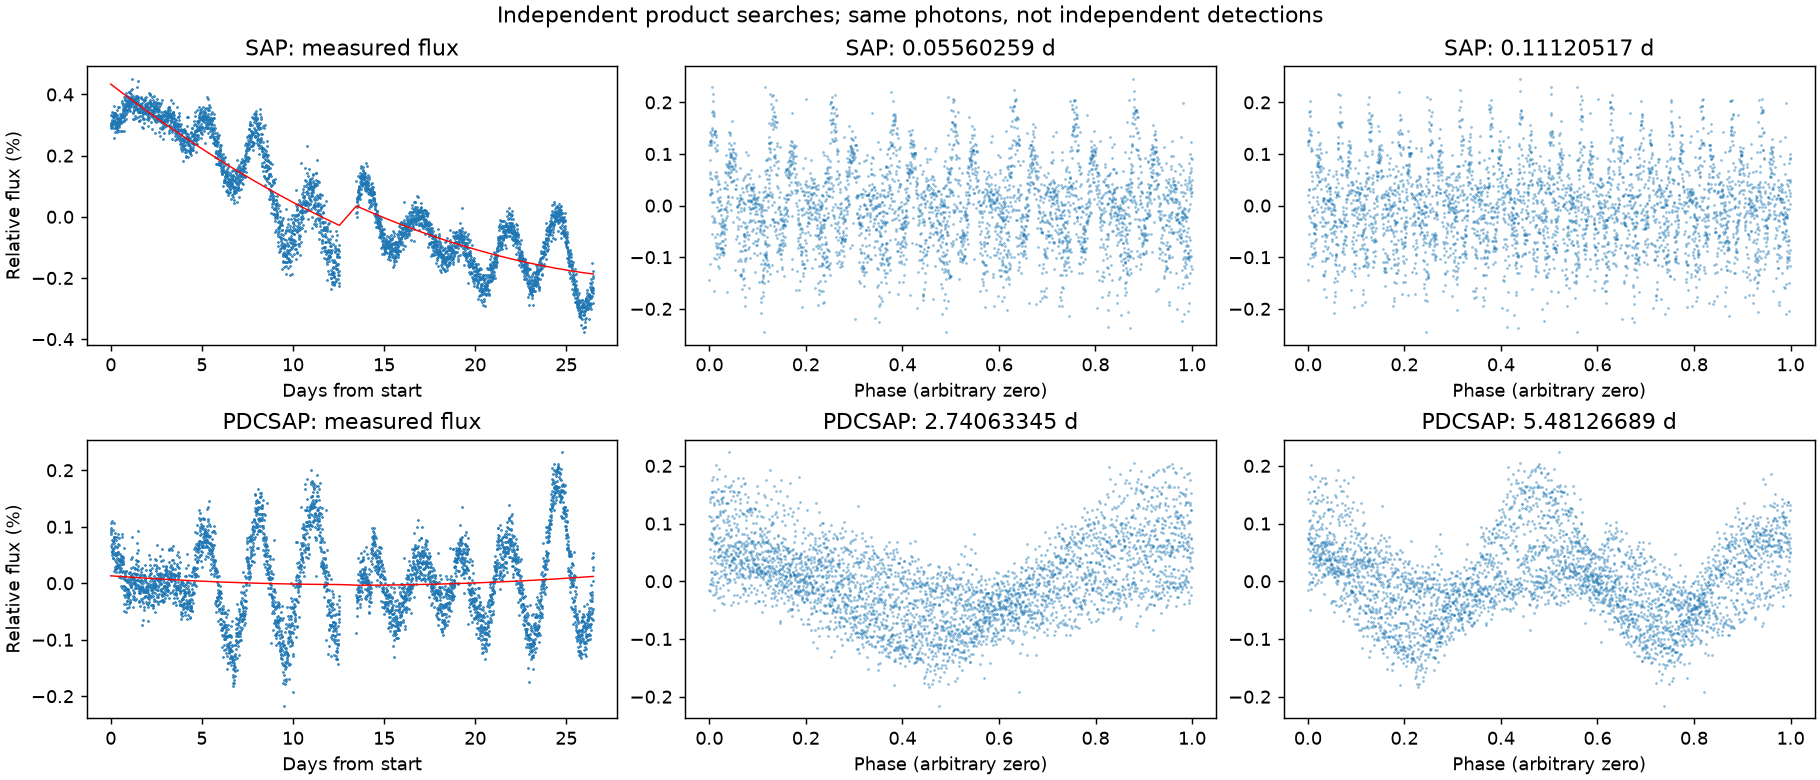 Independent product searches; same photons, not independent detections
SAP: measured flux
SAP: 0.05560259 d
SAP: 0.11120517 d
Relative flux (%)
0.4
0.2
0.0
−0.2
−0.4
0 5 10 15 20 25
Days from start
0.2
0.1
0.0
−0.1
−0.2
0.0 0.2 0.4 0.6 0.8 1.0
Phase (arbitrary zero)
0.2
0.1
0.0
−0.1
−0.2
0.0 0.2 0.4 0.6 0.8 1.0
Phase (arbitrary zero)
PDCSAP: measured flux
PDCSAP: 2.74063345 d
PDCSAP: 5.48126689 d
Relative flux (%)
0.2
0.1
0.0
−0.1
−0.2
0 5 10 15 20 25
Days from start
0.2
0.1
0.0
−0.1
−0.2
0.0 0.2 0.4 0.6 0.8 1.0
Phase (arbitrary zero)
0.2
0.1
0.0
−0.1
−0.2
0.0 0.2 0.4 0.6 0.8 1.0
Phase (arbitrary zero)